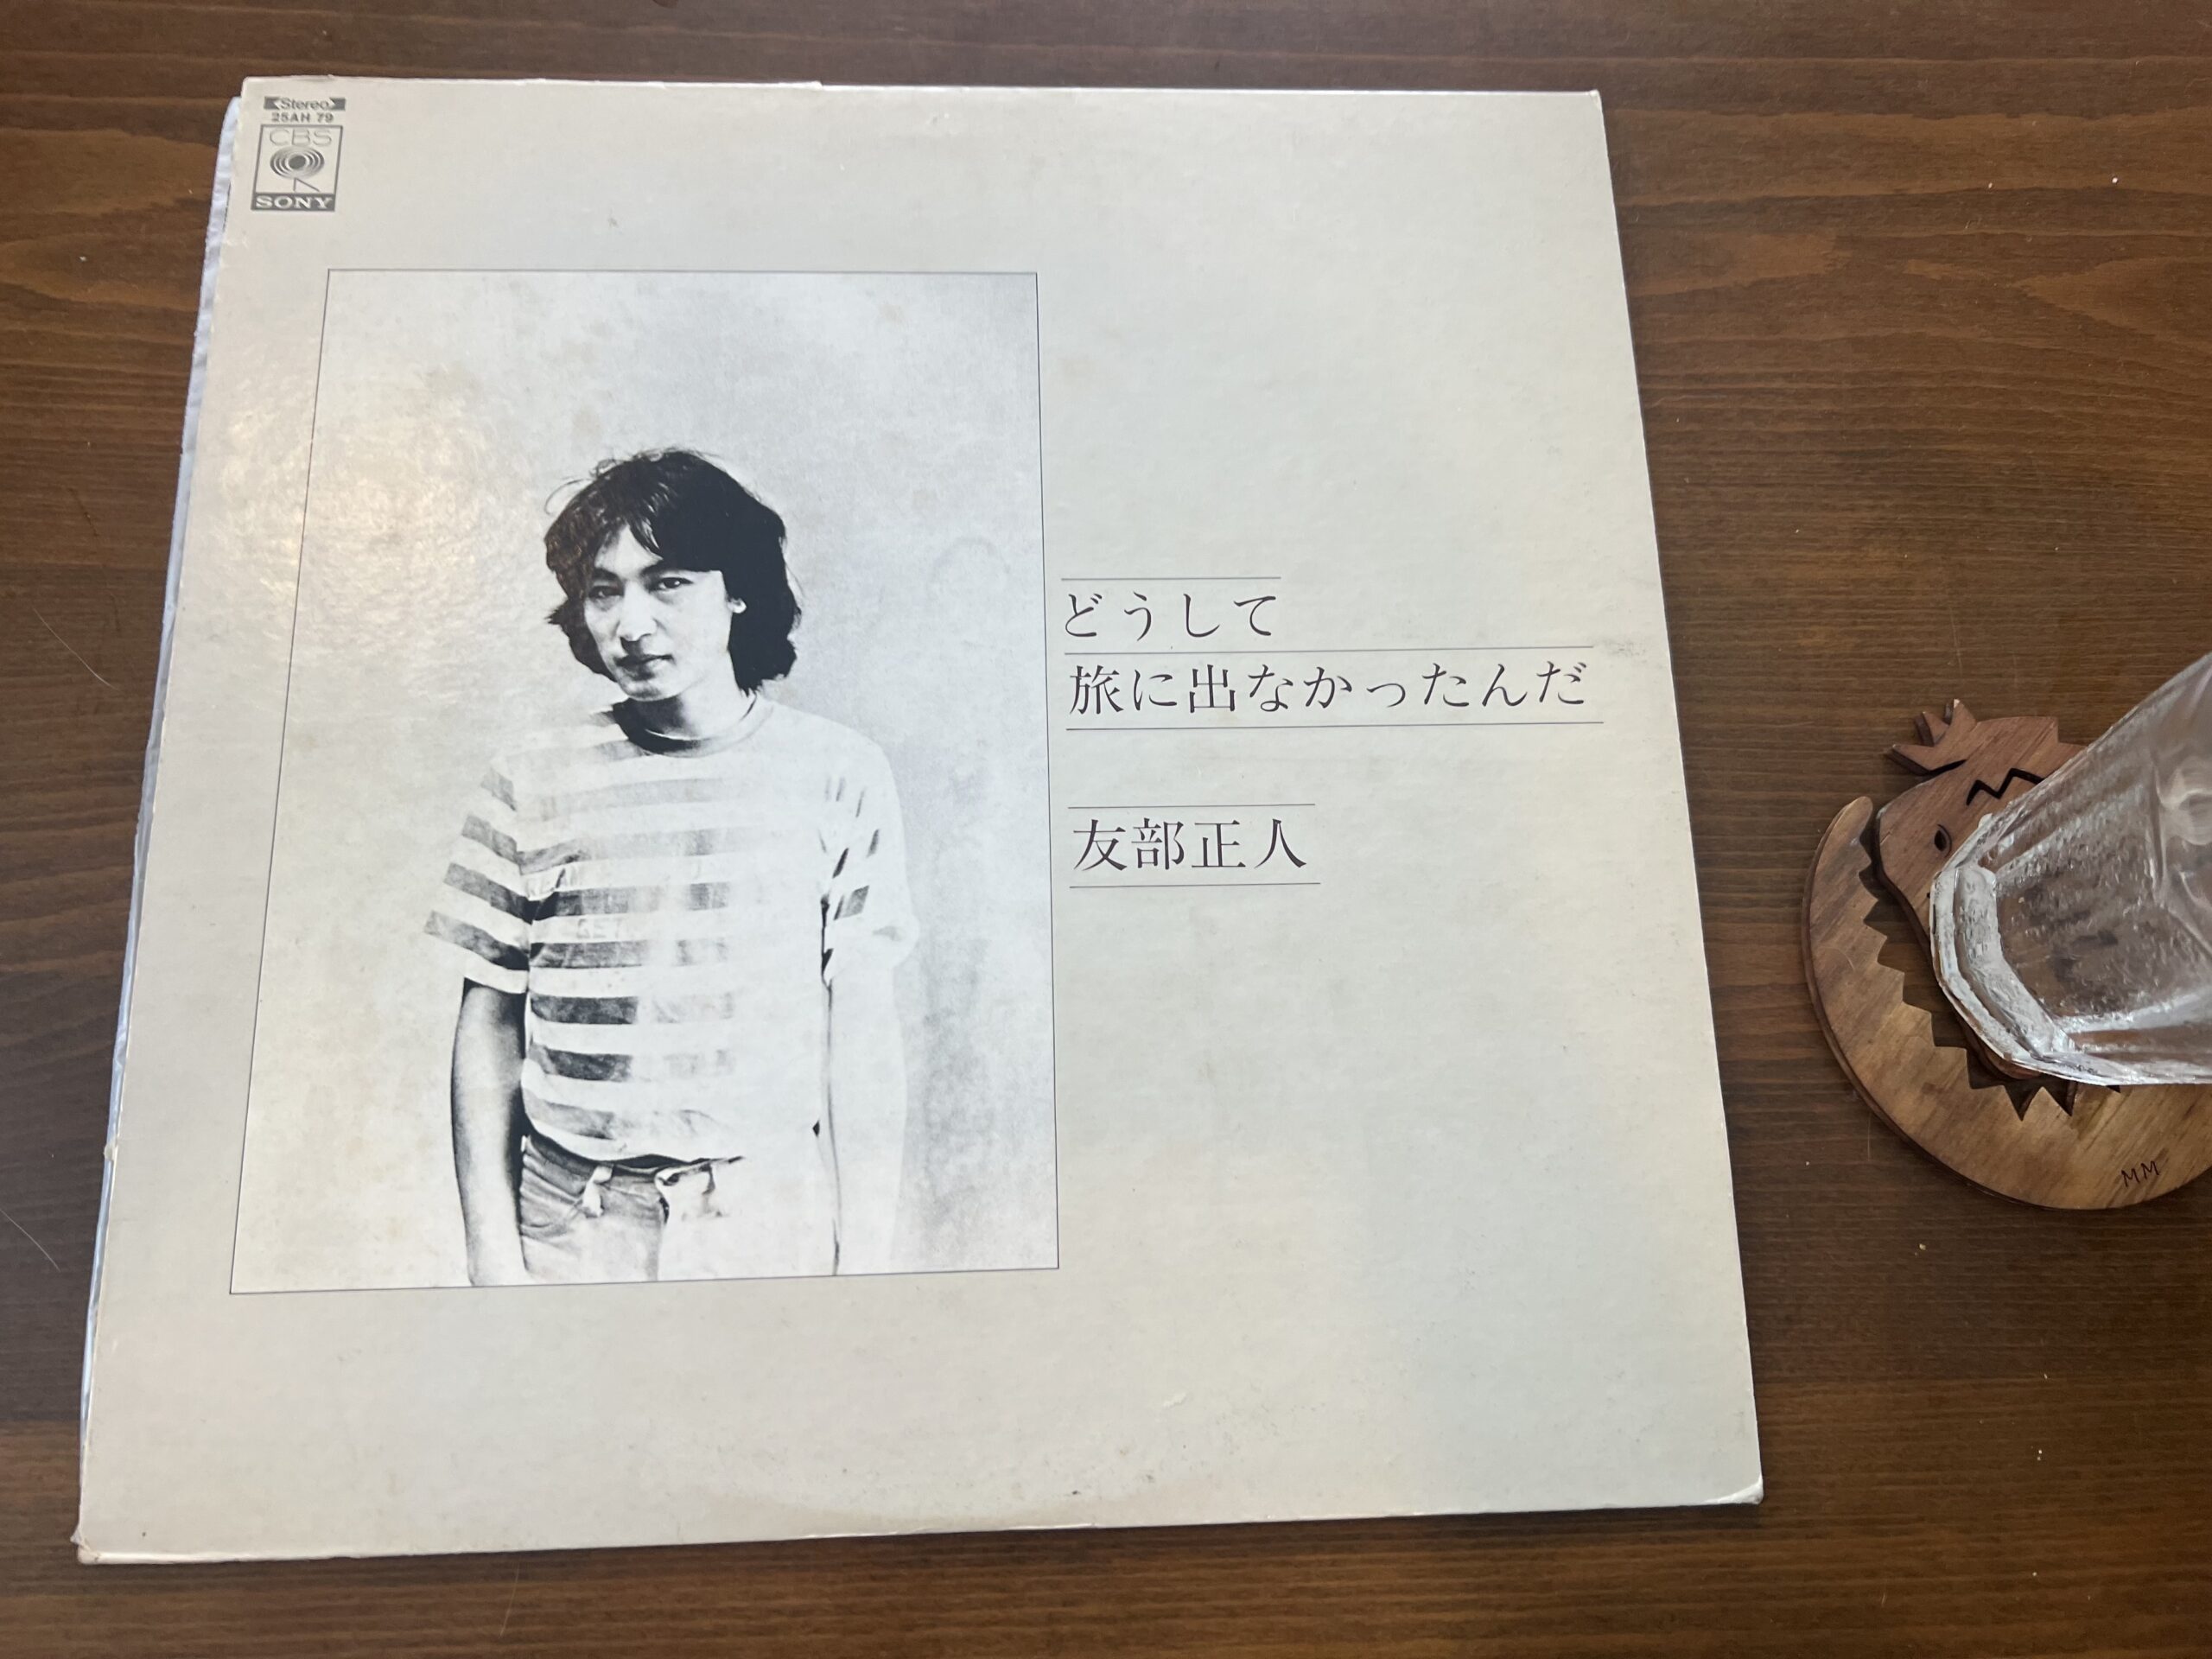 Stereo
25AH 79
CBS
SONY
どうして
旅に出なかったんだ
友部正人
MM